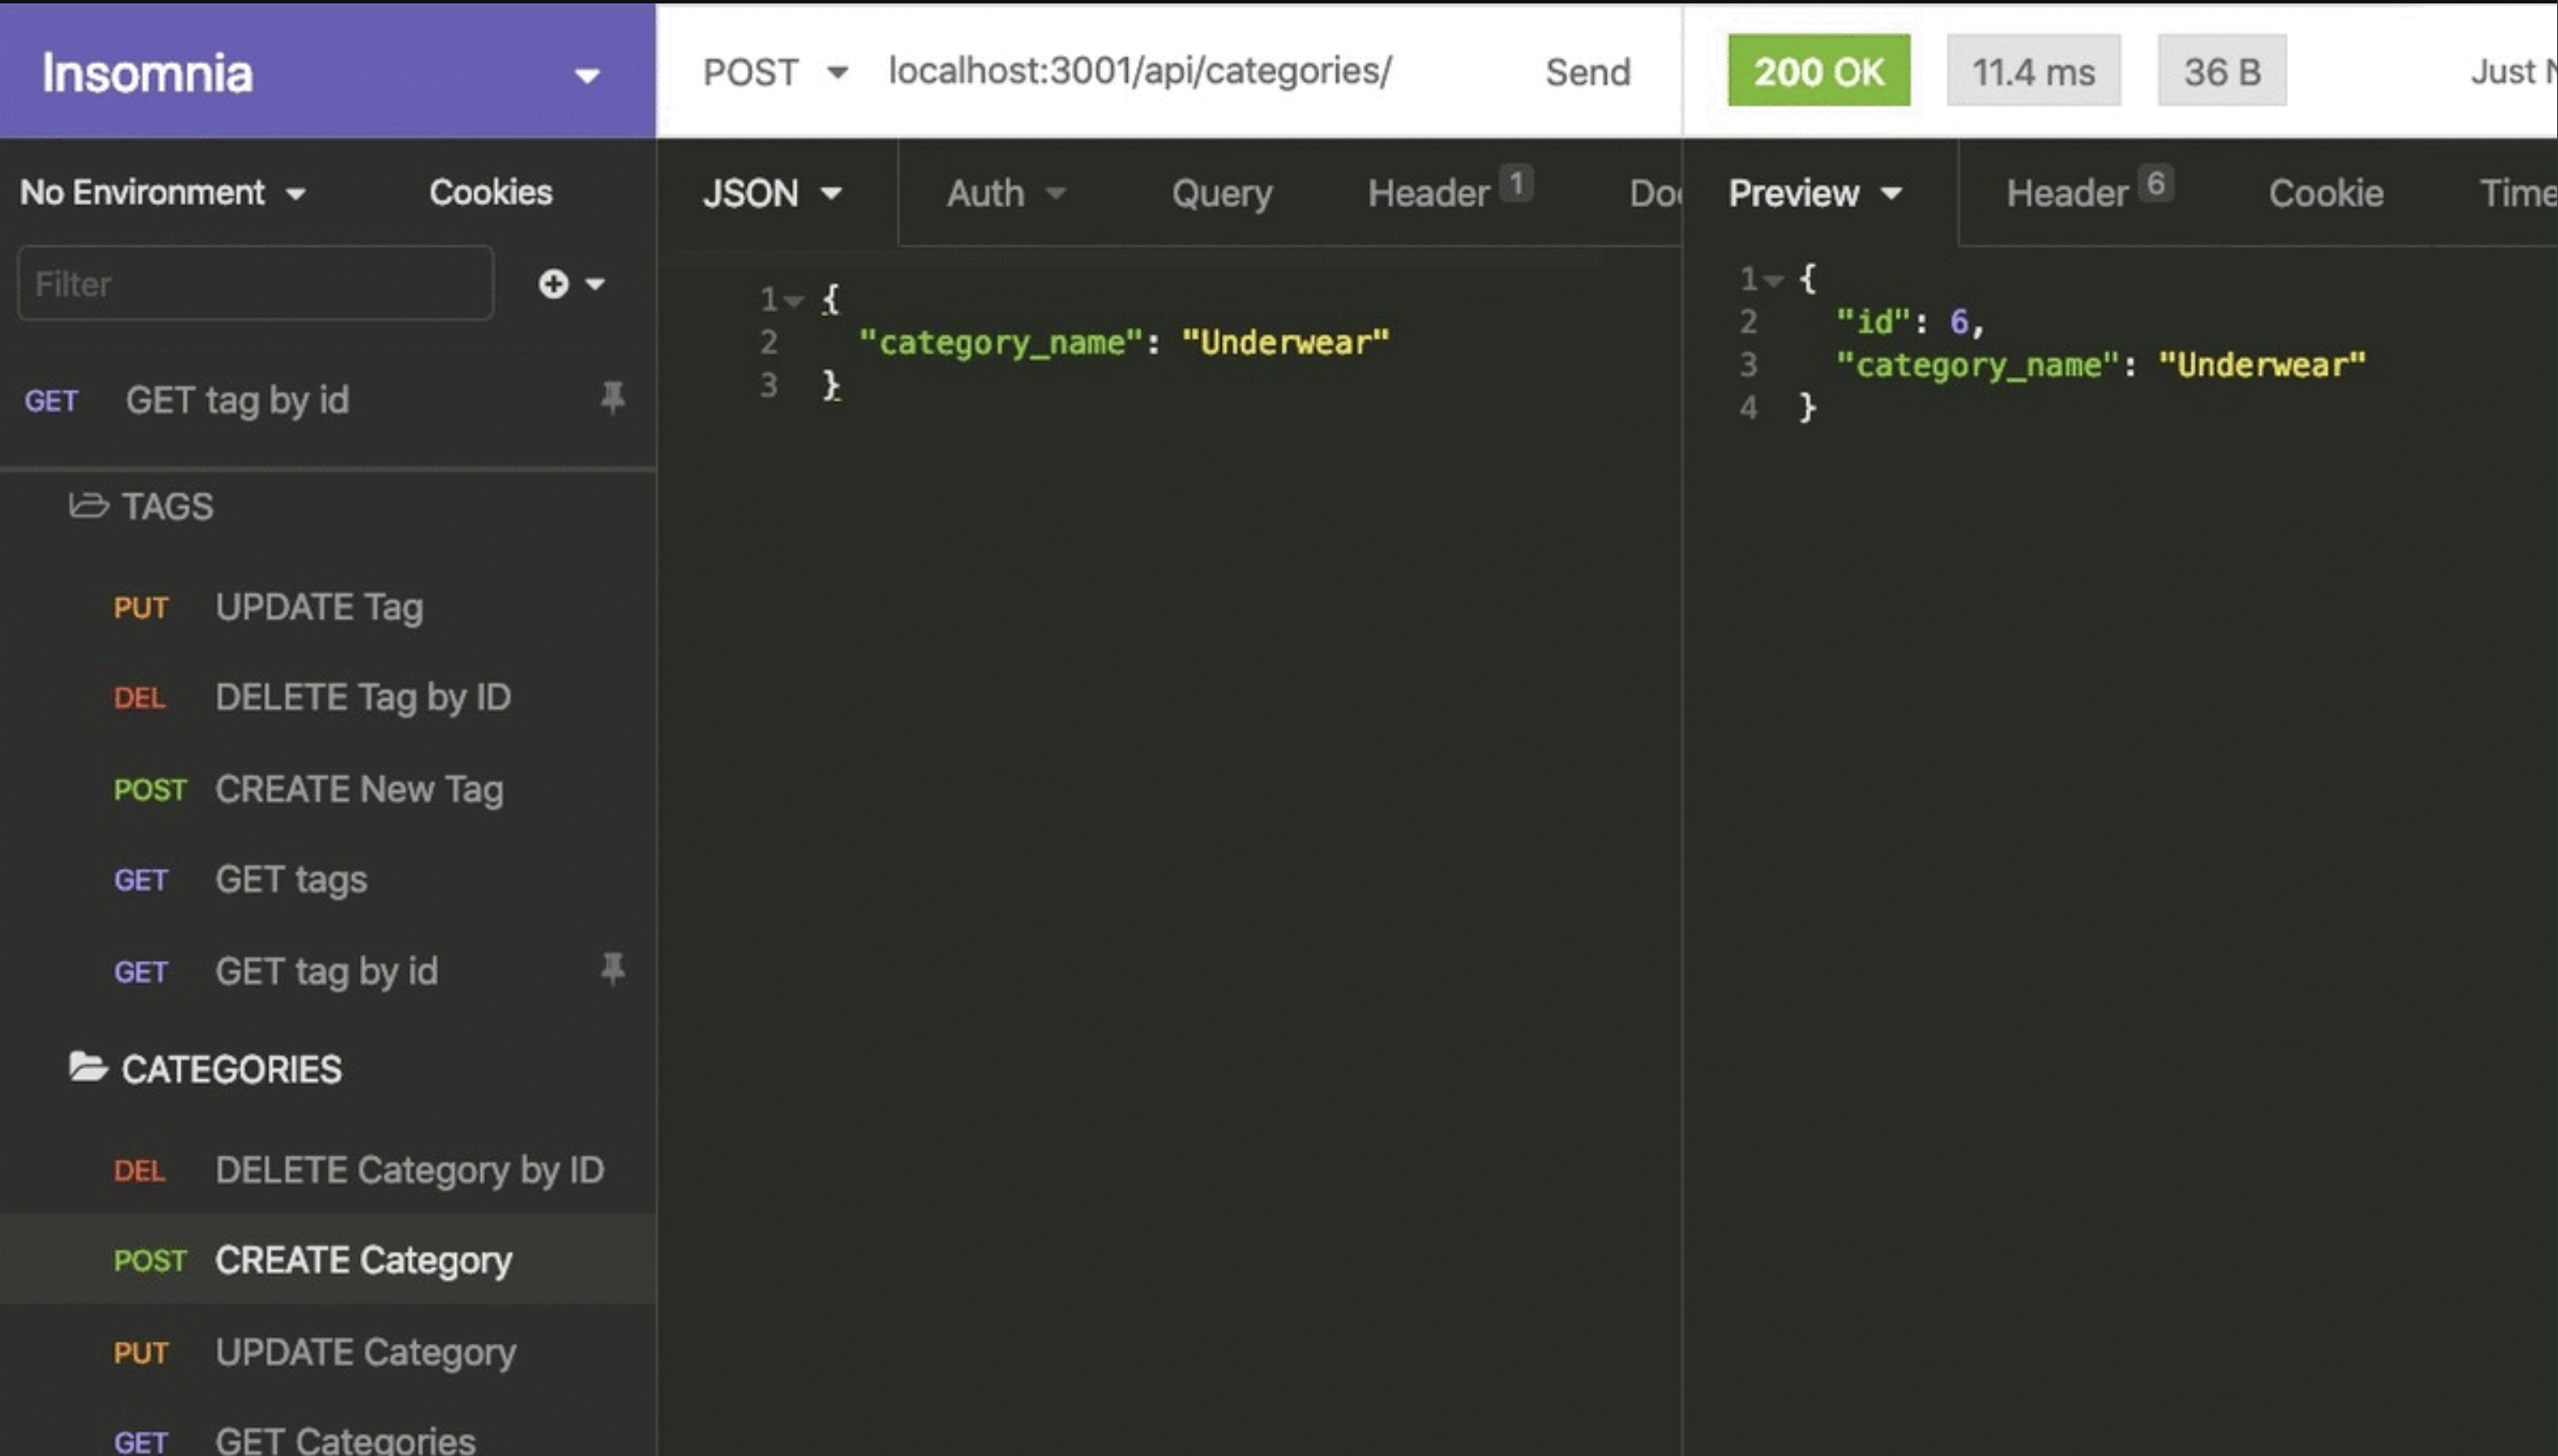 Insomnia
POST localhost:3001/api/categories/ Send
200 OK 11.4 ms 36 B Just N
No Environment Cookies
Filter
GET GET tag by id
TAGS
PUT UPDATE Tag
DEL DELETE Tag by ID
POST CREATE New Tag
GET GET tags
GET GET tag by id
CATEGORIES
DEL DELETE Category by ID
POST CREATE Category
PUT UPDATE Category
GET GET Categories
JSON Auth Query Header 1 Doc
1 {
2 "category_name": "Underwear"
3 }
Preview Header 6 Cookie Time
1 {
2 "id": 6,
3 "category_name": "Underwear"
4 }